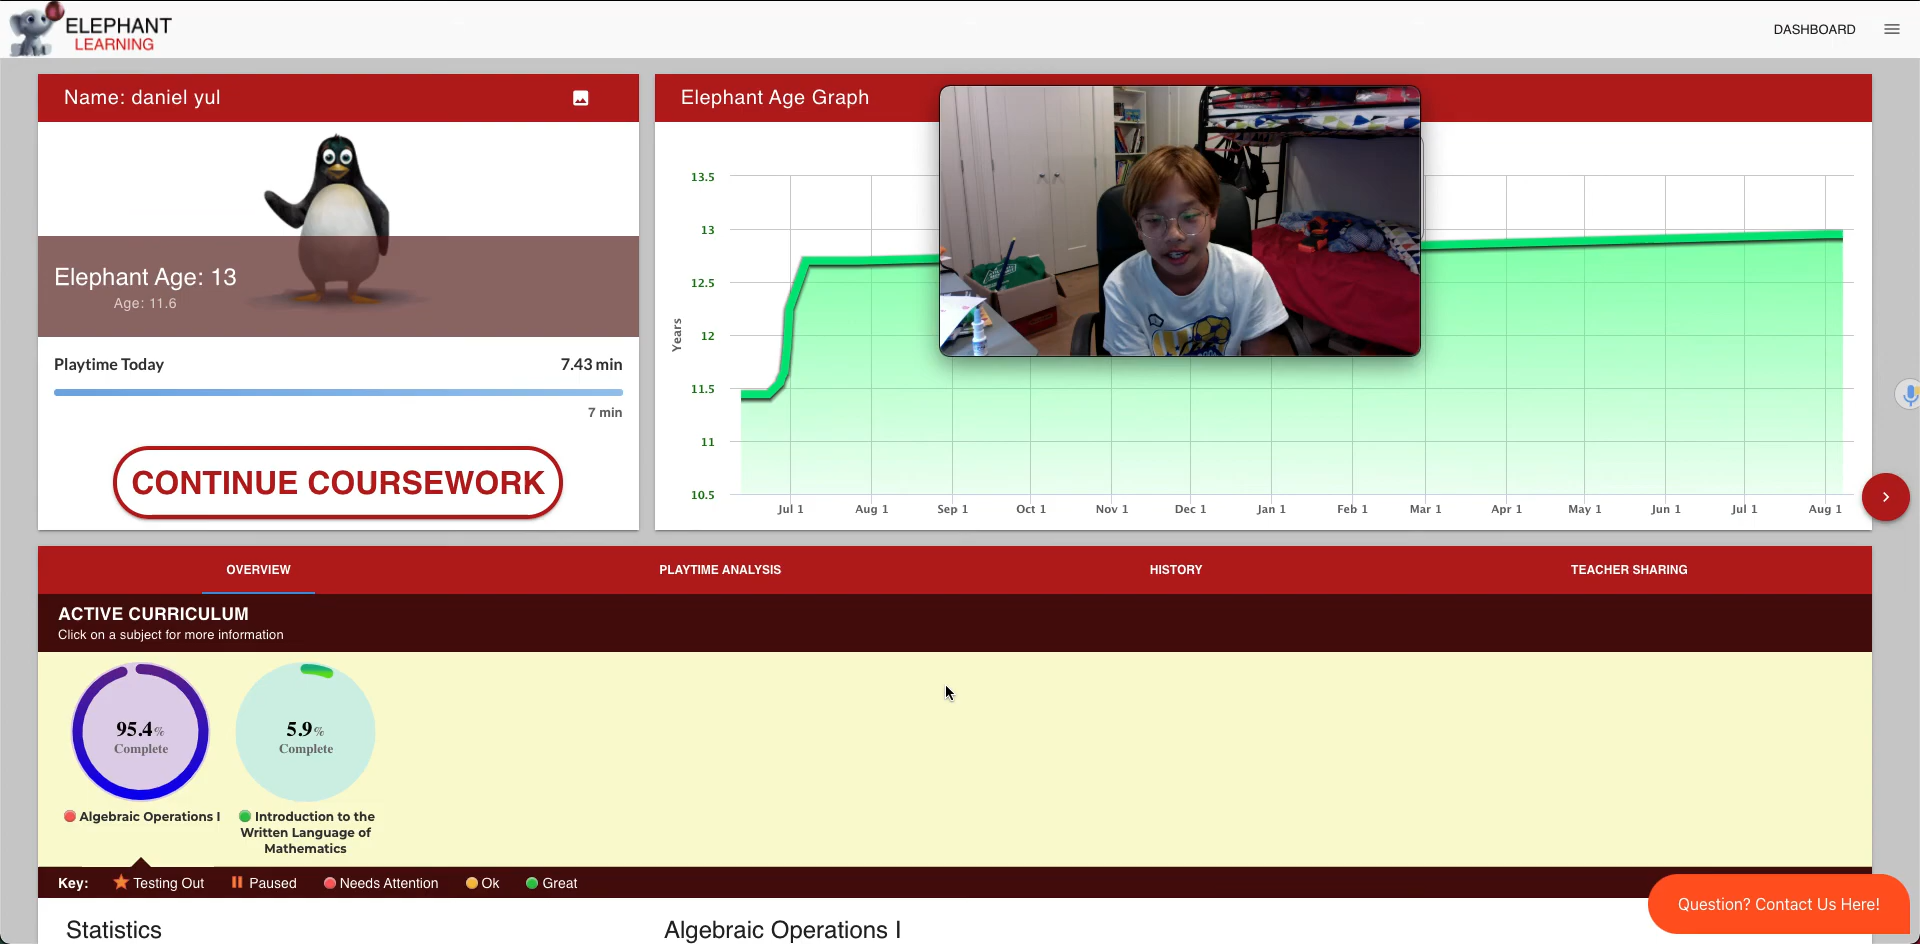 ELEPHANT
LEARNING
DASHBOARD
Name: daniel yul
Elephant Age: 13
Age: 11.6
Playtime Today
7.43 min
7 min
CONTINUE COURSEWORK
Elephant Age Graph
Years
13.5
13
12.5
12
11.5
11
10.5
Jul 1 Aug 1 Sep 1 Oct 1 Nov 1 Dec 1 Jan 1 Feb 1 Mar 1 Apr 1 May 1 Jun 1 Jul 1 Aug 1
OVERVIEW PLAYTIME ANALYSIS HISTORY TEACHER SHARING
ACTIVE CURRICULUM
Click on a subject for more information
95.4%
Complete
Algebraic Operations I
5.9%
Complete
Introduction to the
Written Language of
Mathematics
Key: Testing Out Paused Needs Attention Ok Great
Question? Contact Us Here!
Statistics
Algebraic Operations I